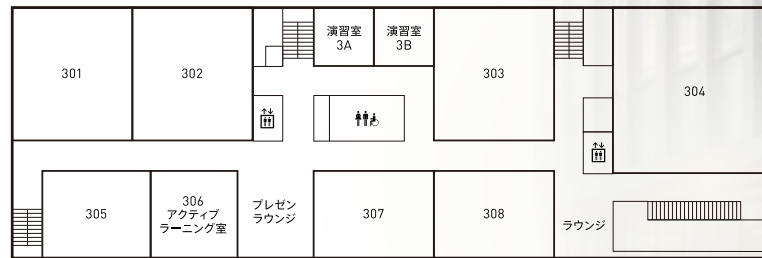 301
302
演習室
3A
演習室
3B
303
304
305
306
アクティブ
ラーニング室
プレゼン
ラウンジ
307
308
ラウンジ